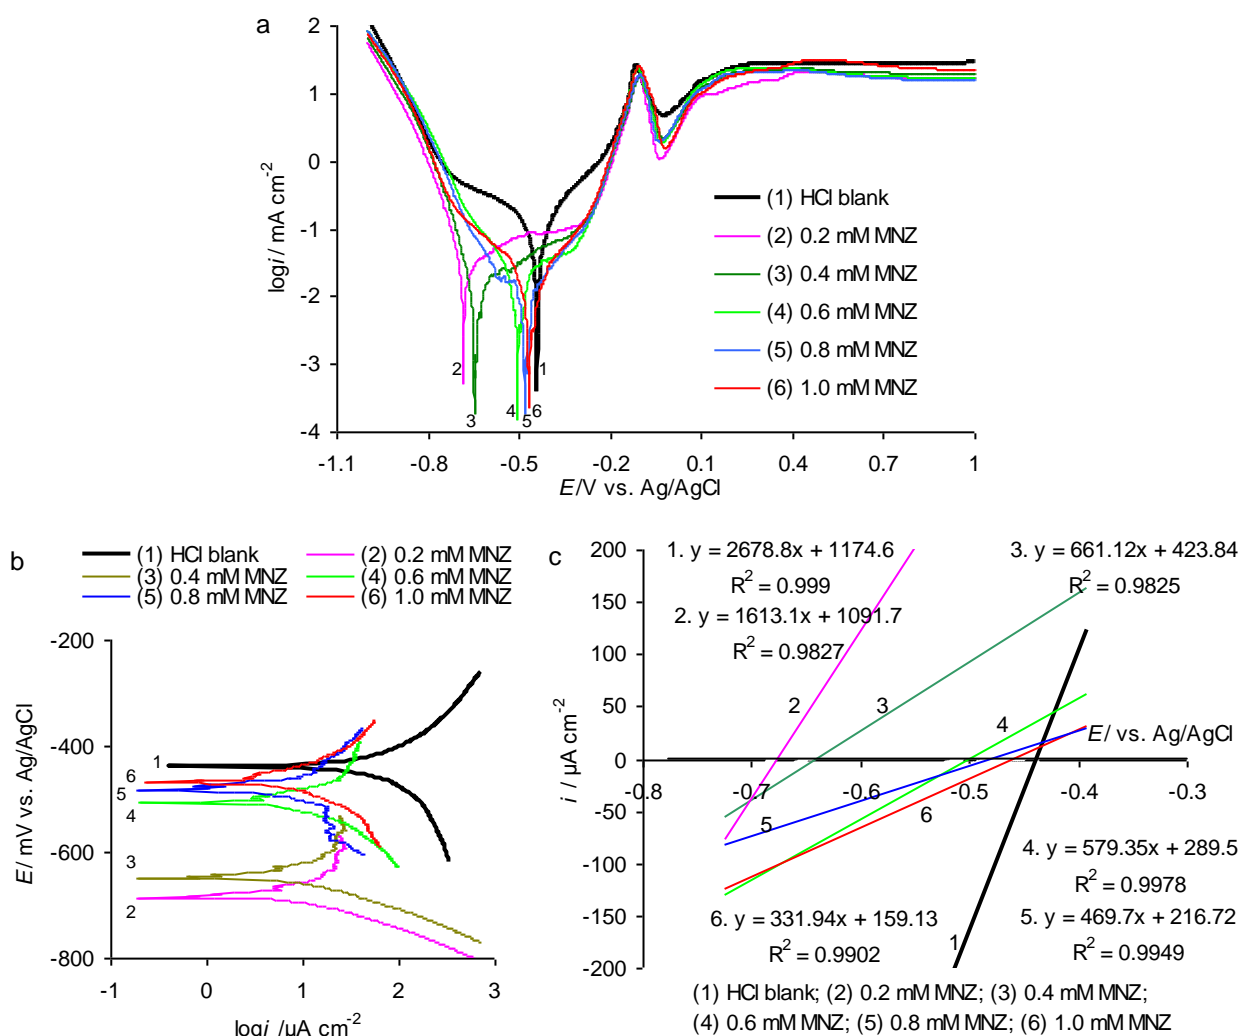 a
2
1
0
-1
-2
-3
-4
logi / mA cm-2
-1.1 -0.8 -0.5 -0.2 0.1 0.4 0.7 1
E/V vs. Ag/AgCl
(1) HCl blank
(2) 0.2 mM MNZ
(3) 0.4 mM MNZ
(4) 0.6 mM MNZ
(5) 0.8 mM MNZ
(6) 1.0 mM MNZ
2
3
4
5
6
1
b
(1) HCl blank (2) 0.2 mM MNZ
(3) 0.4 mM MNZ (4) 0.6 mM MNZ
(5) 0.8 mM MNZ (6) 1.0 mM MNZ
-200
-400
-600
-800
E/ mV vs. Ag/AgCl
1
6
5
4
3
2
-1 0 1 2 3
logi /µA cm-2
c
200
150
100
50
0
-50
-100
-150
-200
i / µA cm-2
1. y = 2678.8x + 1174.6
R2 = 0.999
2. y = 1613.1x + 1091.7
R2 = 0.9827
3. y = 661.12x + 423.84
R2 = 0.9825
2
3
4
E/ vs. Ag/AgCl
-0.8 -0.7 -0.6 -0.5 -0.4 -0.3
5
6
1
4. y = 579.35x + 289.5
R2 = 0.9978
6. y = 331.94x + 159.13
R2 = 0.9902
5. y = 469.7x + 216.72
R2 = 0.9949
(1) HCl blank; (2) 0.2 mM MNZ; (3) 0.4 mM MNZ;
(4) 0.6 mM MNZ; (5) 0.8 mM MNZ; (6) 1.0 mM MNZ